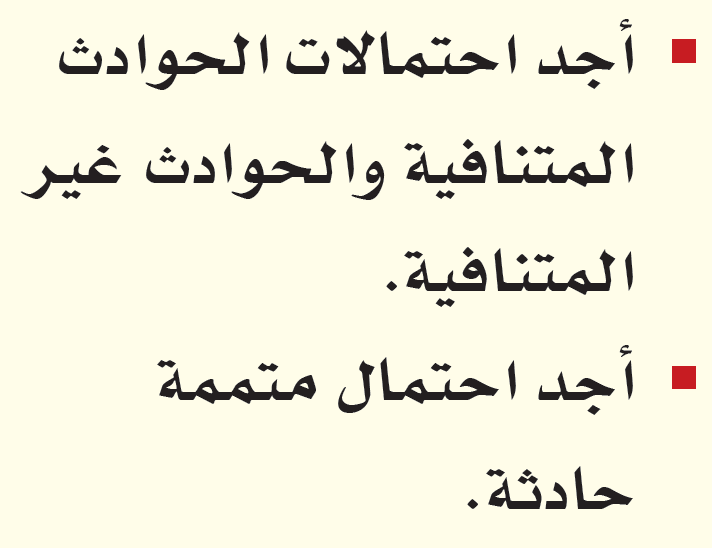 أجد احتمالات الحوادث
المتنافية والحوادث غير
المتنافية.
أجد احتمال متممة
حادثة.